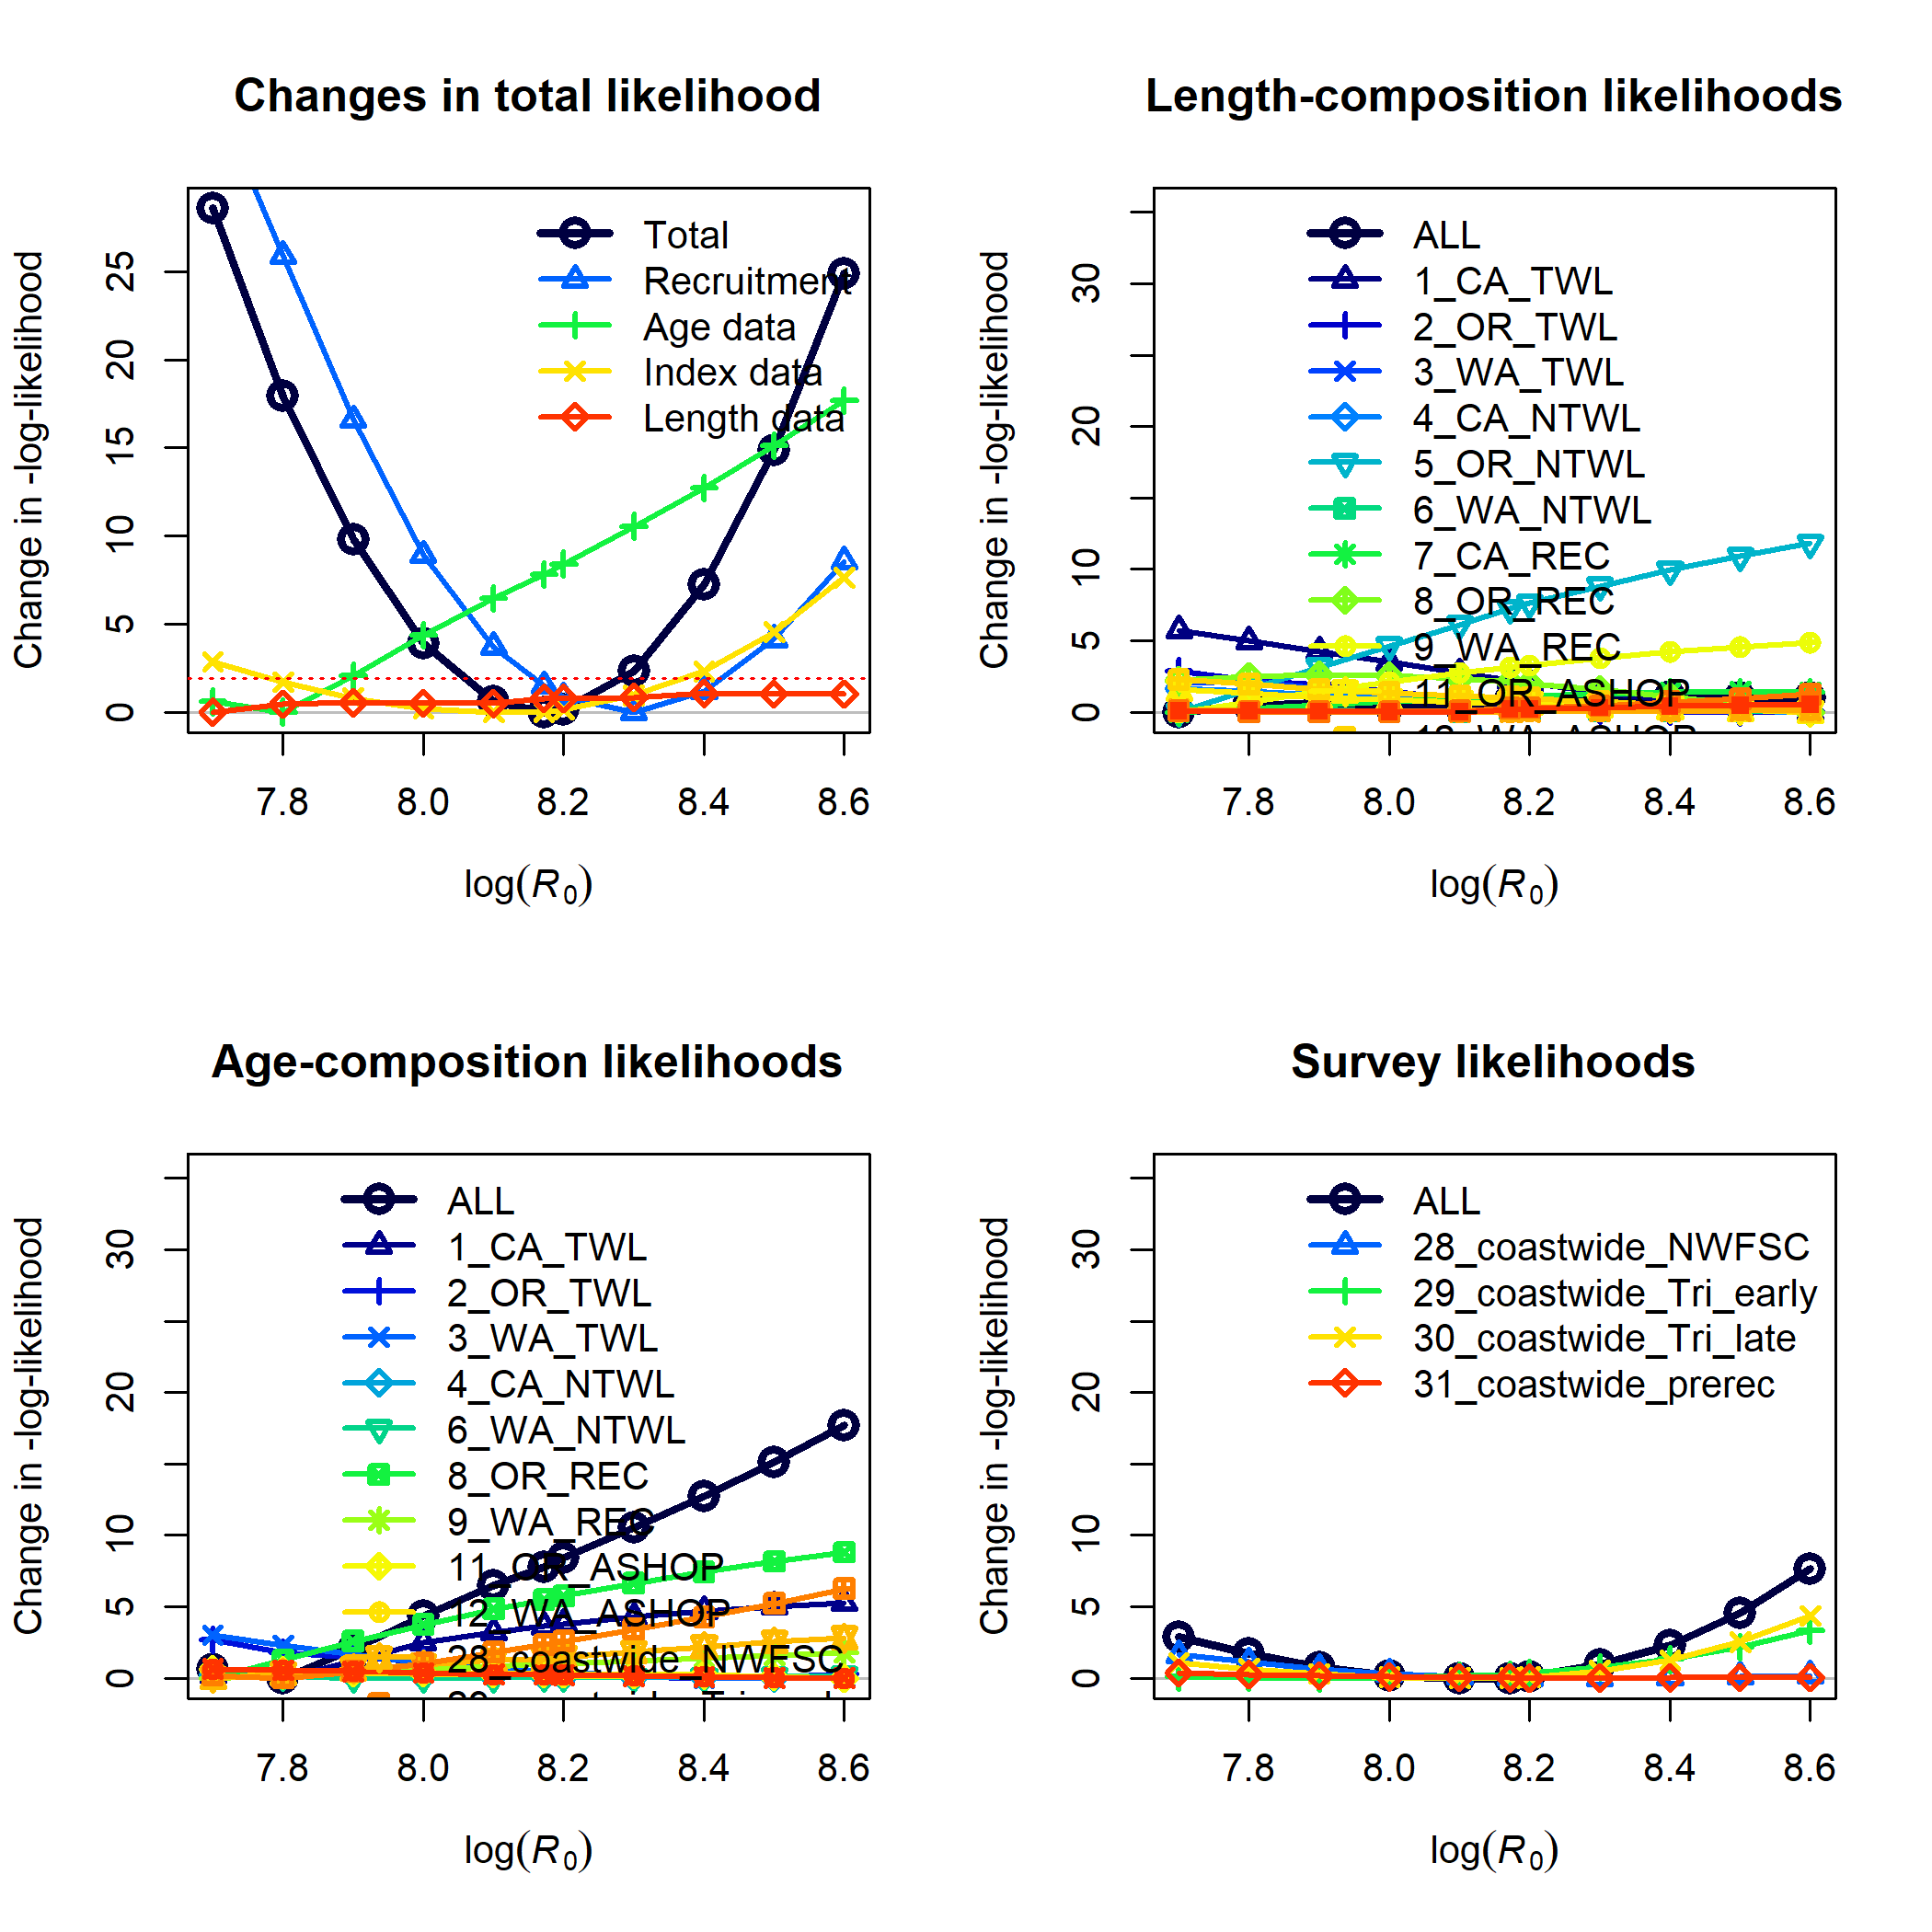 Changes in total likelihood
Change in -log-likelihood
0 5 10 15 20 25
Total
Recruitment
Age data
Index data
Length data
7.8 8.0 8.2 8.4 8.6
log(R0)
Length-composition likelihoods
Change in -log-likelihood
0 5 10 20 30
ALL
1_CA_TWL
2_OR_TWL
3_WA_TWL
4_CA_NTWL
5_OR_NTWL
6_WA_NTWL
7_CA_REC
8_OR_REC
9_WA_REC
11_OR_ASHOP
12_WA_ASHOP
7.8 8.0 8.2 8.4 8.6
log(R0)
Age-composition likelihoods
Change in -log-likelihood
0 5 10 20 30
ALL
1_CA_TWL
2_OR_TWL
3_WA_TWL
4_CA_NTWL
6_WA_NTWL
8_OR_REC
9_WA_REC
11_OR_ASHOP
12_WA_ASHOP
28_coastwide_NWFSC
7.8 8.0 8.2 8.4 8.6
log(R0)
Survey likelihoods
Change in -log-likelihood
0 5 10 20 30
ALL
28_coastwide_NWFSC
29_coastwide_Tri_early
30_coastwide_Tri_late
31_coastwide_prerec
7.8 8.0 8.2 8.4 8.6
log(R0)